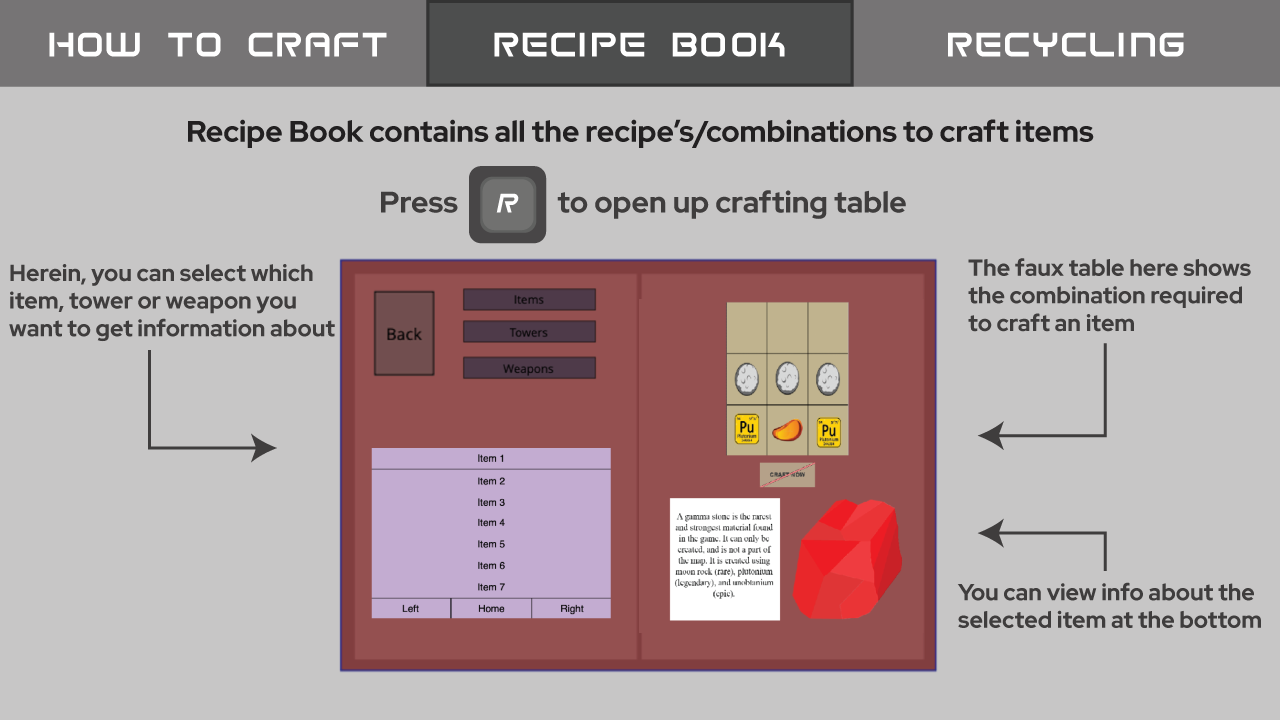 HOW TO CRAFT
RECIPE BOOK
RECYCLING
Recipe Book contains all the recipe's/combinations to craft items
Press R to open up crafting table
Herein, you can select which
item, tower or weapon you
want to get information about
The faux table here shows
the combination required
to craft an item
Back
Items
Towers
Weapons
Item 1
Item 2
Item 3
Item 4
Item 5
Item 6
Item 7
Left
Home
Right
Pu
Plutonium
Pu
Plutonium
CRAFT NOW
A gamma stone is the rarest
and strongest material found
in the game. It can only be
created, and is not a part of
the map. It is created using
moon rock (rare), plutonium
(legendary), and unobtanium
(epic).
You can view info about the
selected item at the bottom